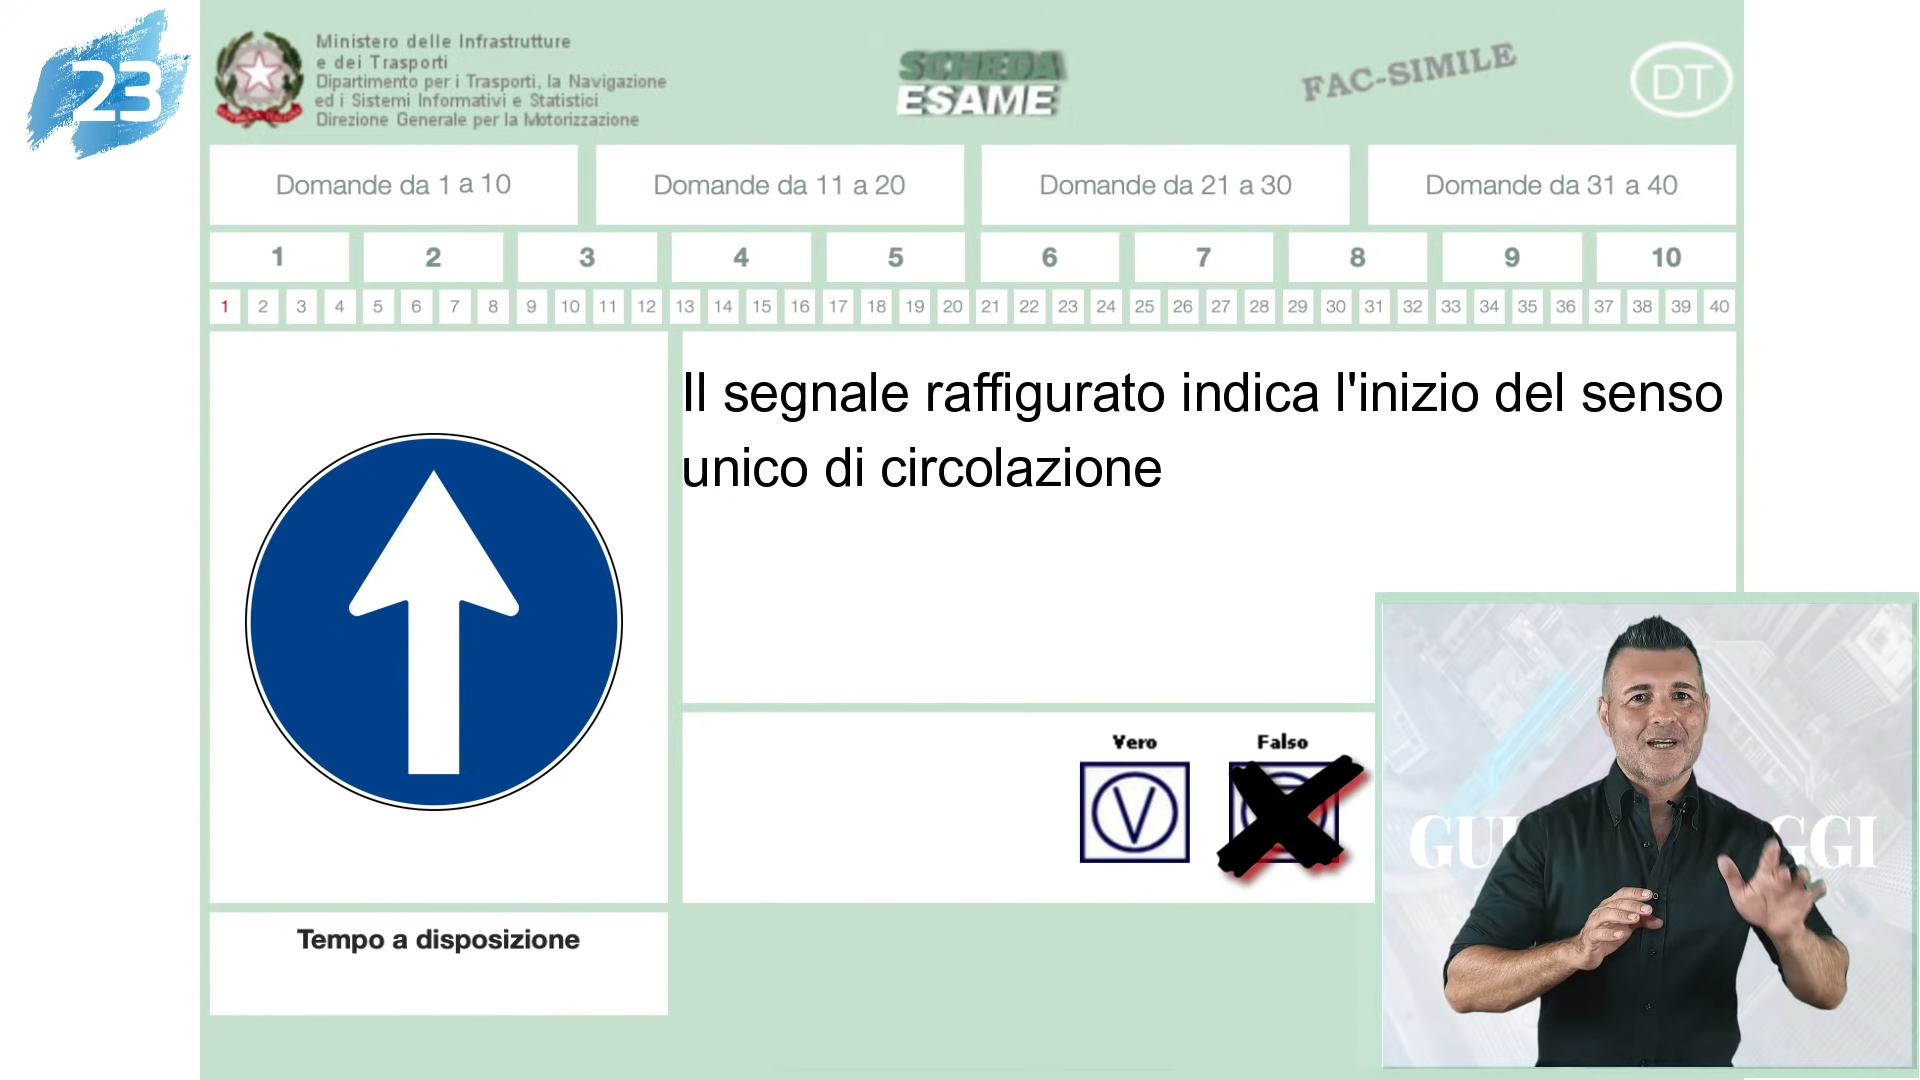 23
Ministero delle Infrastrutture
e dei Trasporti
Dipartimento per i Trasporti, la Navigazione
ed i Sistemi Informativi e Statistici
Direzione Generale per la Motorizzazione
SCHEDA
ESAME
FAC-SIMILE
DT
Domande da 1 a 10
Domande da 11 a 20
Domande da 21 a 30
Domande da 31 a 40
1 2 3 4 5 6 7 8 9 10
1 2 3 4 5 6 7 8 9 10 11 12 13 14 15 16 17 18 19 20 21 22 23 24 25 26 27 28 29 30 31 32 33 34 35 36 37 38 39 40
Il segnale raffigurato indica l'inizio del senso
unico di circolazione
Vero
Falso
V
Tempo a disposizione